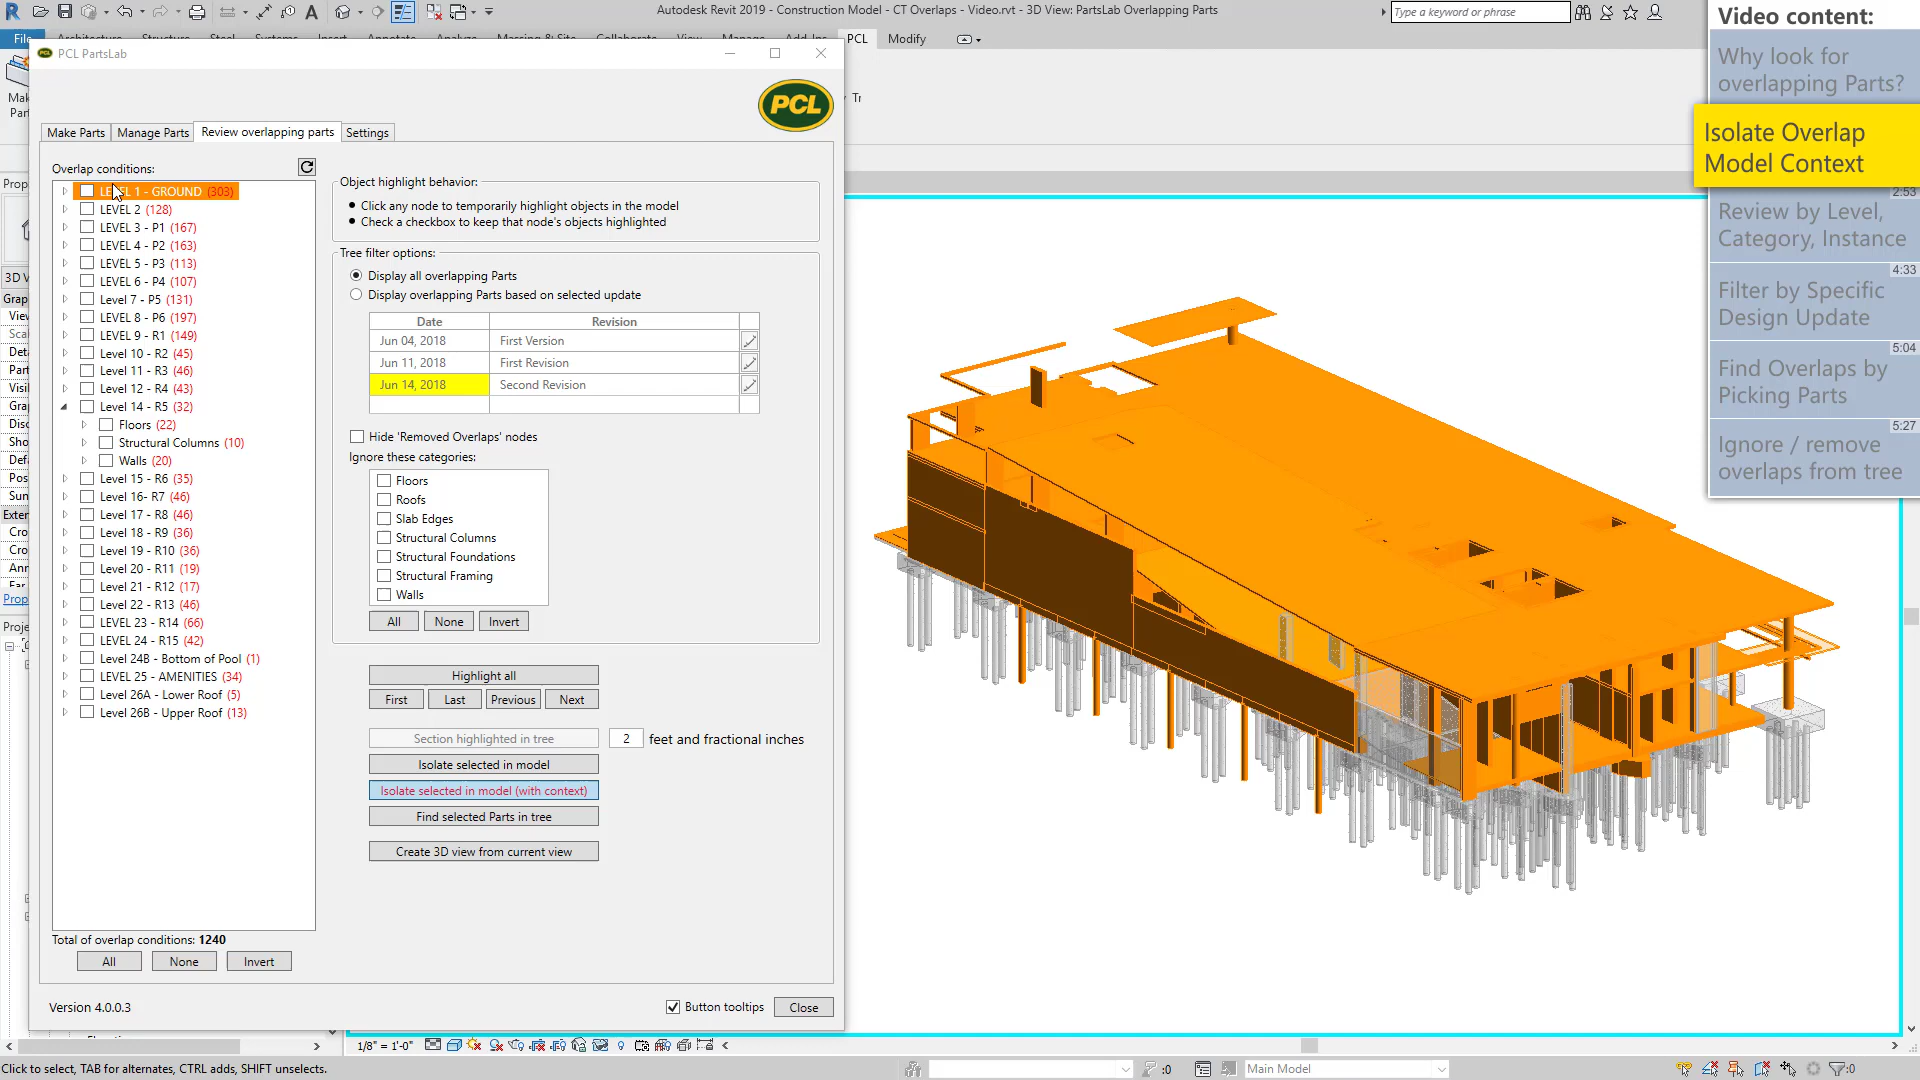 Autodesk Revit 2019 - Construction Model - CT Overlaps - Video.rvt - 3D View: PartsLab Overlapping Parts
Type a keyword or phrase
PCL
Modify
PCL PartsLab
PCL
Make Parts
Manage Parts
Review overlapping parts
Settings
Overlap conditions:
LEVEL 1 - GROUND (303)
LEVEL 2 (128)
LEVEL 3 - P1 (167)
LEVEL 4 - P2 (163)
LEVEL 5 - P3 (113)
LEVEL 6 - P4 (107)
Level 7 - P5 (131)
LEVEL 8 - P6 (197)
LEVEL 9 - R1 (149)
Level 10 - R2 (45)
Level 11 - R3 (46)
Level 12 - R4 (43)
Level 14 - R5 (32)
Floors (22)
Structural Columns (10)
Walls (20)
Level 15 - R6 (35)
Level 16- R7 (46)
Level 17 - R8 (46)
Level 18 - R9 (36)
Level 19 - R10 (36)
Level 20 - R11 (19)
Level 21 - R12 (17)
Level 22 - R13 (46)
LEVEL 23 - R14 (66)
LEVEL 24 - R15 (42)
Level 24B - Bottom of Pool (1)
LEVEL 25 - AMENITIES (34)
Level 26A - Lower Roof (5)
Level 26B - Upper Roof (13)
Total of overlap conditions: 1240
All
None
Invert
Version 4.0.0.3
Object highlight behavior:
Click any node to temporarily highlight objects in the model
Check a checkbox to keep that node's objects highlighted
Tree filter options:
Display all overlapping Parts
Display overlapping Parts based on selected update
Date Revision
Jun 04, 2018 First Version
Jun 11, 2018 First Revision
Jun 14, 2018 Second Revision
Hide 'Removed Overlaps' nodes
Ignore these categories:
Floors
Roofs
Slab Edges
Structural Columns
Structural Foundations
Structural Framing
Walls
All
None
Invert
Highlight all
First
Last
Previous
Next
Section highlighted in tree
2 feet and fractional inches
Isolate selected in model
Isolate selected in model (with context)
Find selected Parts in tree
Create 3D view from current view
Button tooltips
Close
Video content:
Why look for
overlapping Parts?
Isolate Overlap
Model Context
2:53
Review by Level,
Category, Instance
4:33
Filter by Specific
Design Update
5:04
Find Overlaps by
Picking Parts
5:27
Ignore / remove
overlaps from tree
1/8" = 1'-0"
Click to select, TAB for alternates, CTRL adds, SHIFT unselects.
:0
Main Model
:0